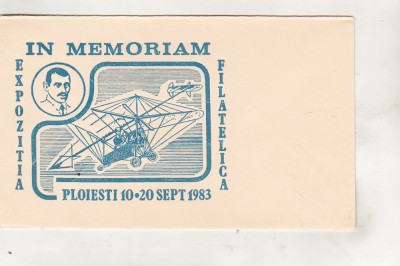 IN MEMORIAM
EXPOZITIA
FILATELICA
PLOIESTI 10•20 SEPT 1983